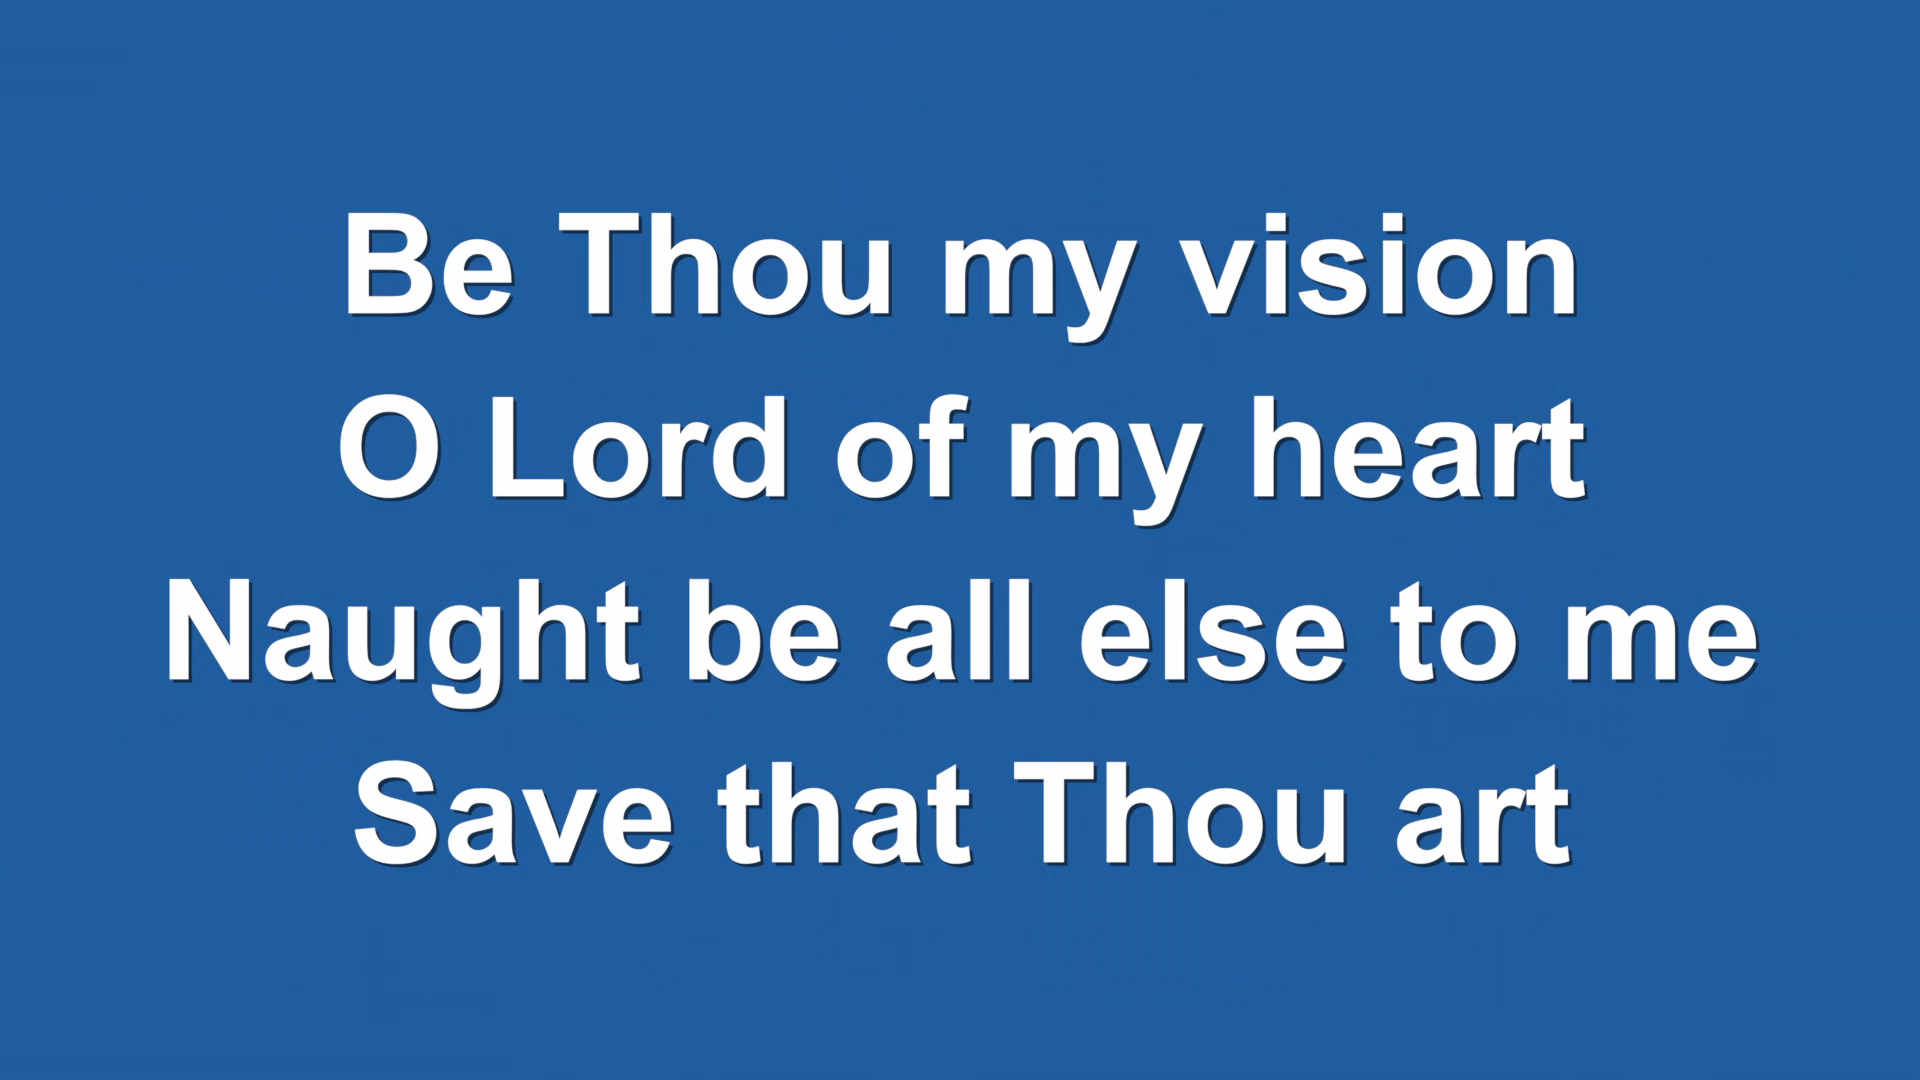 Be Thou my vision
O Lord of my heart
Naught be all else to me
Save that Thou art